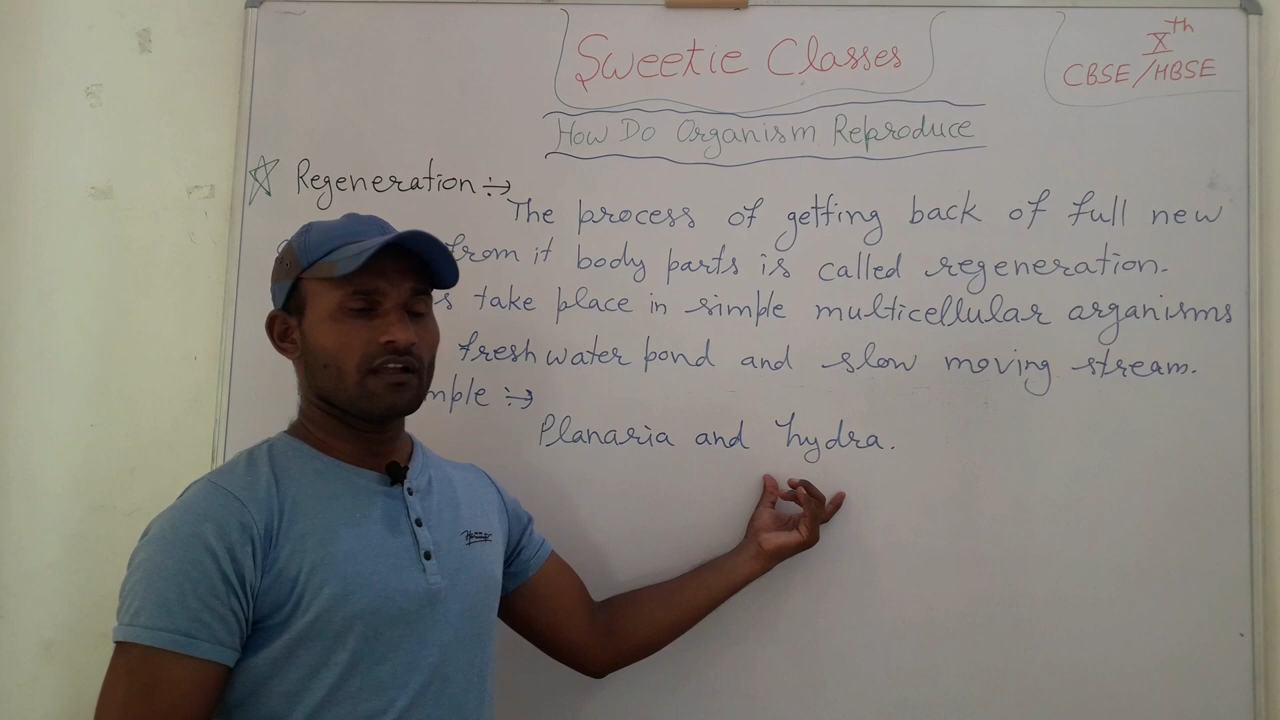 Sweetie Classes
Xth
CBSE/HBSE
How Do Organism Reproduce
☆ Regeneration ÷→
The process of getting back of full new
from it body parts is called regeneration.
s take place in simple multicellular organisms
fresh water pond and slow moving stream.
mple ÷→
Planaria and hydra.